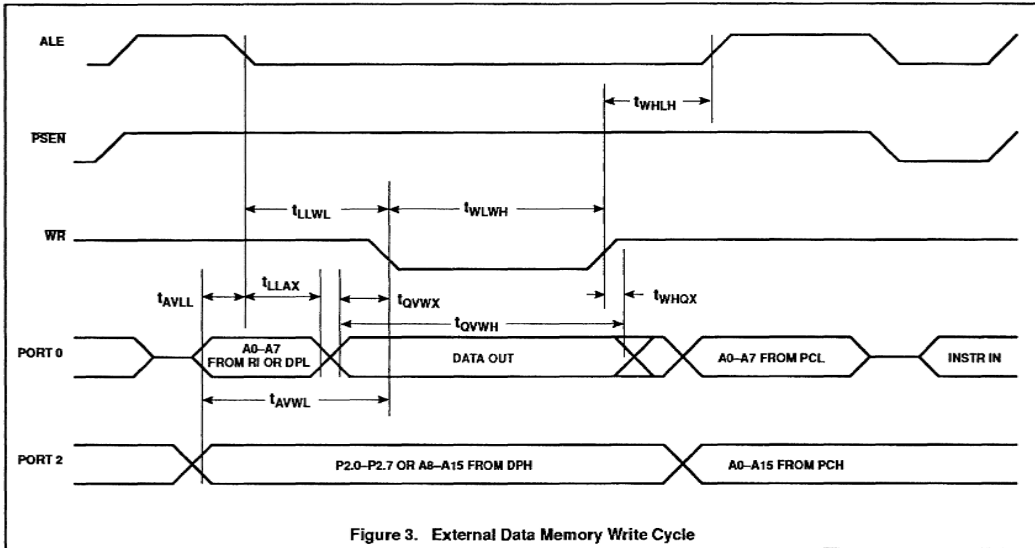 ALE
tWHLH
PSEN
tLLWL
tWLWH
WR
tAVLL
tLLAX
tQVWX
tWHQX
tQVWH
PORT 0
A0–A7
FROM RI OR DPL
DATA OUT
A0–A7 FROM PCL
INSTR IN
tAVWL
PORT 2
P2.0–P2.7 OR A8–A15 FROM DPH
A0–A15 FROM PCH
Figure 3. External Data Memory Write Cycle